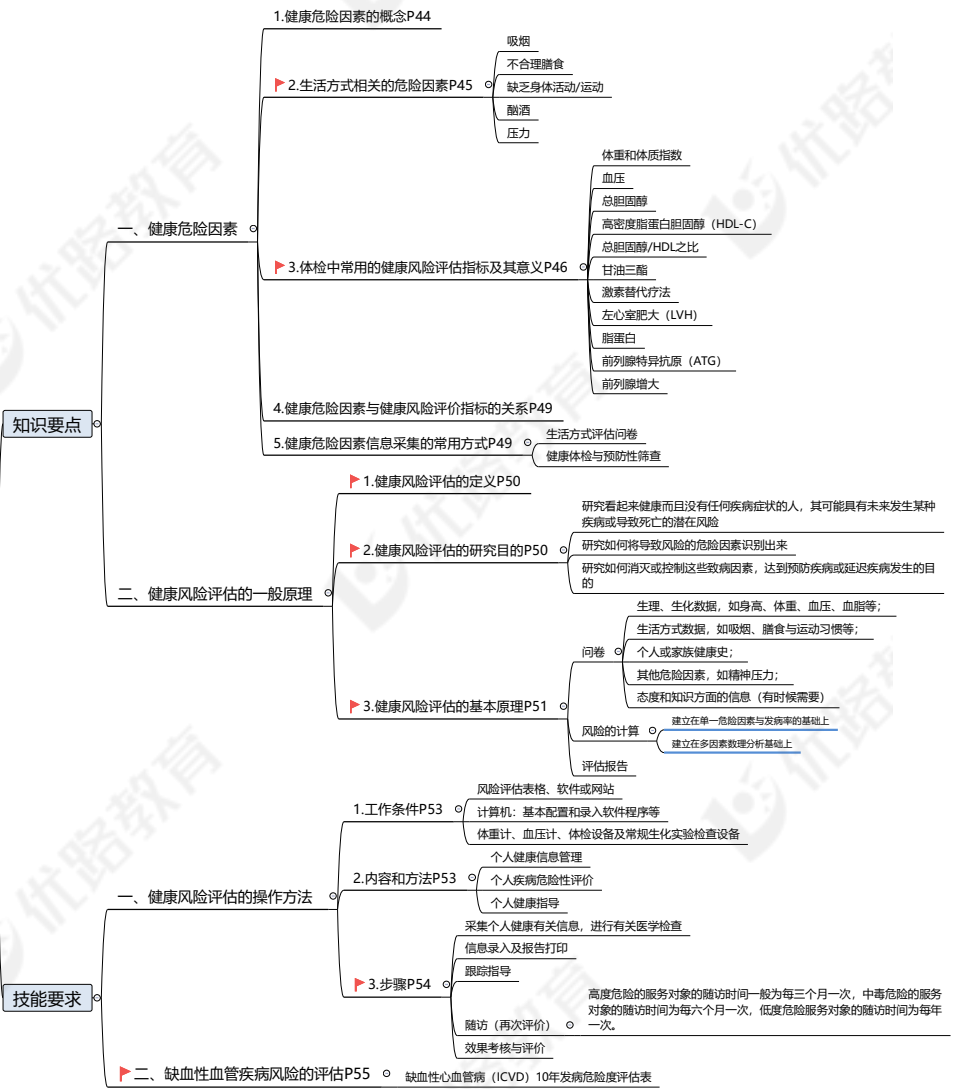 知识要点
一、健康危险因素
1.健康危险因素的概念P44
2.生活方式相关的危险因素P45
吸烟
不合理膳食
缺乏身体活动/运动
酗酒
压力
3.体检中常用的健康风险评估指标及其意义P46
体重和体质指数
血压
总胆固醇
高密度脂蛋白胆固醇（HDL-C）
总胆固醇/HDL之比
甘油三酯
激素替代疗法
左心室肥大（LVH）
脂蛋白
前列腺特异抗原（ATG）
前列腺增大
4.健康危险因素与健康风险评价指标的关系P49
5.健康危险因素信息采集的常用方式P49
生活方式评估问卷
健康体检与预防性筛查
二、健康风险评估的一般原理
1.健康风险评估的定义P50
2.健康风险评估的研究目的P50
研究看起来健康而且没有任何疾病症状的人，其可能具有未来发生某种
疾病或导致死亡的潜在风险
研究如何将导致风险的危险因素识别出来
研究如何消灭或控制这些致病因素，达到预防疾病或延迟疾病发生的目
的
3.健康风险评估的基本原理P51
问卷
生理、生化数据，如身高、体重、血压、血脂等；
生活方式数据，如吸烟、膳食与运动习惯等；
个人或家族健康史；
其他危险因素，如精神压力；
态度和知识方面的信息（有时候需要）
风险的计算
建立在单一危险因素与发病率的基础上
建立在多因素数理分析基础上
评估报告
技能要求
一、健康风险评估的操作方法
1.工作条件P53
风险评估表格、软件或网站
计算机：基本配置和录入软件程序等
体重计、血压计、体检设备及常规生化实验检查设备
2.内容和方法P53
个人健康信息管理
个人疾病危险性评价
个人健康指导
3.步骤P54
采集个人健康有关信息，进行有关医学检查
信息录入及报告打印
跟踪指导
随访（再次评价）
高度危险的服务对象的随访时间一般为每三个月一次，中毒危险的服务
对象的随访时间为每六个月一次，低度危险服务对象的随访时间为每年
一次。
效果考核与评价
二、缺血性血管疾病风险的评估P55
缺血性心血管病（ICVD）10年发病危险度评估表
优路教育
优路教育
优路教育
优路教育